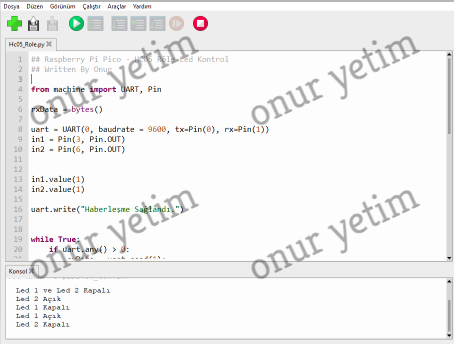 Dosya Düzen Görünüm Çalıştır Araçlar Yardım
Hc05_Role.py
1 ## Raspberry Pi Pico - Hc05 Röle Led Kontrol
2 ## Written By Onur
3
4 from machine import UART, Pin
5
6 rxData = bytes()
7
8 uart = UART(0, baudrate = 9600, tx=Pin(0), rx=Pin(1))
9 in1 = Pin(3, Pin.OUT)
10 in2 = Pin(6, Pin.OUT)
11
12
13 in1.value(1)
14 in2.value(1)
15
16 uart.write("Haberleşme Sağlandı.")
17
18
19 while True:
20 if uart.any() > 0:
onur yetim
onur yetim
onur yetim
onur yetim
Konsol
Led 1 ve Led 2 Kapalı
Led 2 Açık
Led 1 Kapalı
Led 1 Açık
Led 2 Kapalı